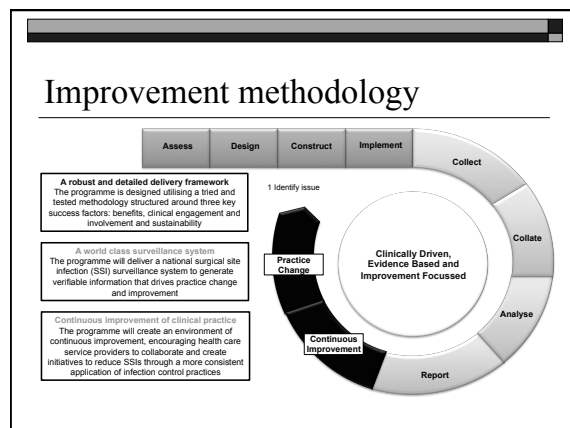 Improvement methodology
Assess
Design
Construct
Implement
Collect
Collate
Analyse
Report
Continuous
Improvement
Practice
Change
1 Identify issue
Clinically Driven,
Evidence Based and
Improvement Focussed
A robust and detailed delivery framework
The programme is designed utilising a tried and
tested methodology structured around three key
success factors: benefits, clinical engagement and
involvement and sustainability
A world class surveillance system
The programme will deliver a national surgical site
infection (SSI) surveillance system to generate
verifiable information that drives practice change
and improvement
Continuous improvement of clinical practice
The programme will create an environment of
continuous improvement, encouraging health care
service providers to collaborate and create
initiatives to reduce SSIs through a more consistent
application of infection control practices